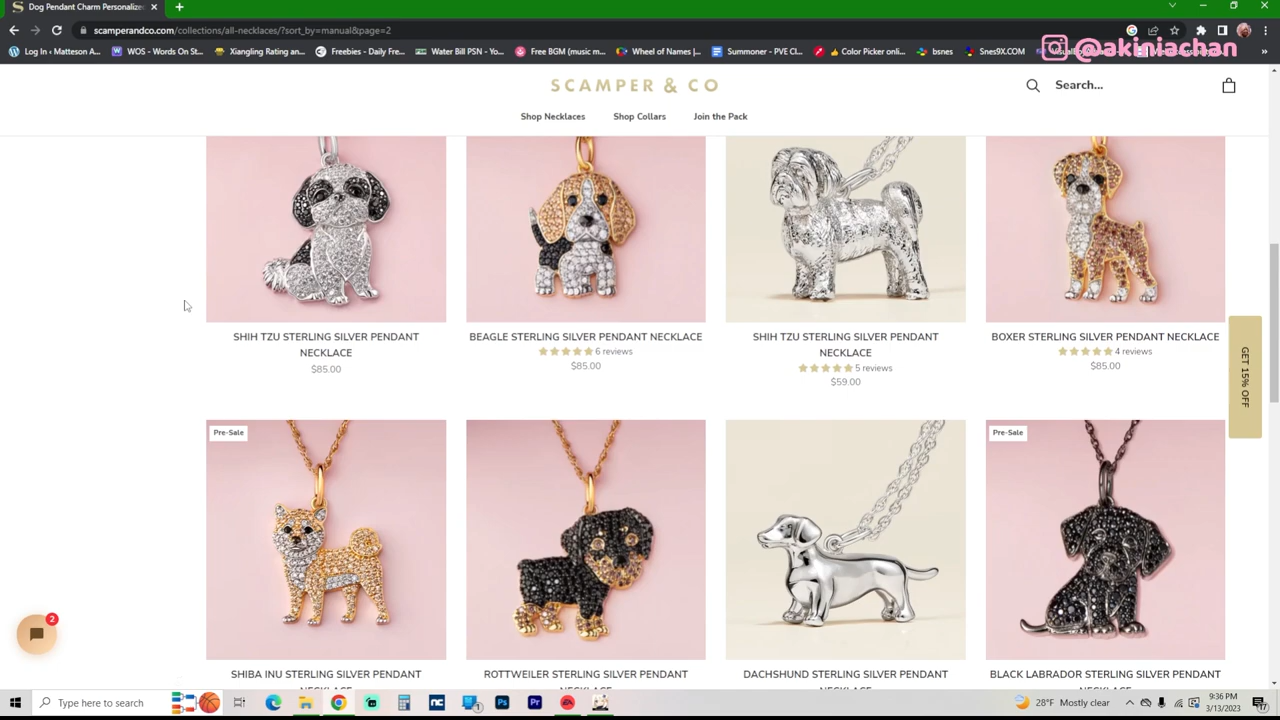 Dog Pendant Charm Personalize
scamperandco.com/collections/all-necklaces/?sort_by=manual&page=2
Log In ‹ Matteson A... WOS - Words On St... Xiangling Rating an... Freebies - Daily Fre... Water Bill PSN - Yo... Free BGM (music m... Wheel of Names |... Summoner - PVE Cl... Color Picker onlin... bsnes Snes9X.COM
@akiniachan
SCAMPER & CO
Search...
Shop Necklaces Shop Collars Join the Pack
SHIH TZU STERLING SILVER PENDANT
NECKLACE
$85.00
BEAGLE STERLING SILVER PENDANT NECKLACE
6 reviews
$85.00
SHIH TZU STERLING SILVER PENDANT
NECKLACE
5 reviews
$59.00
BOXER STERLING SILVER PENDANT NECKLACE
4 reviews
$85.00
GET 15% OFF
Pre-Sale
Pre-Sale
2
SHIBA INU STERLING SILVER PENDANT
NECKLACE
ROTTWEILER STERLING SILVER PENDANT
NECKLACE
DACHSHUND STERLING SILVER PENDANT
NECKLACE
BLACK LABRADOR STERLING SILVER PENDANT
NECKLACE
Type here to search
28°F Mostly clear
9:36 PM
3/13/2023